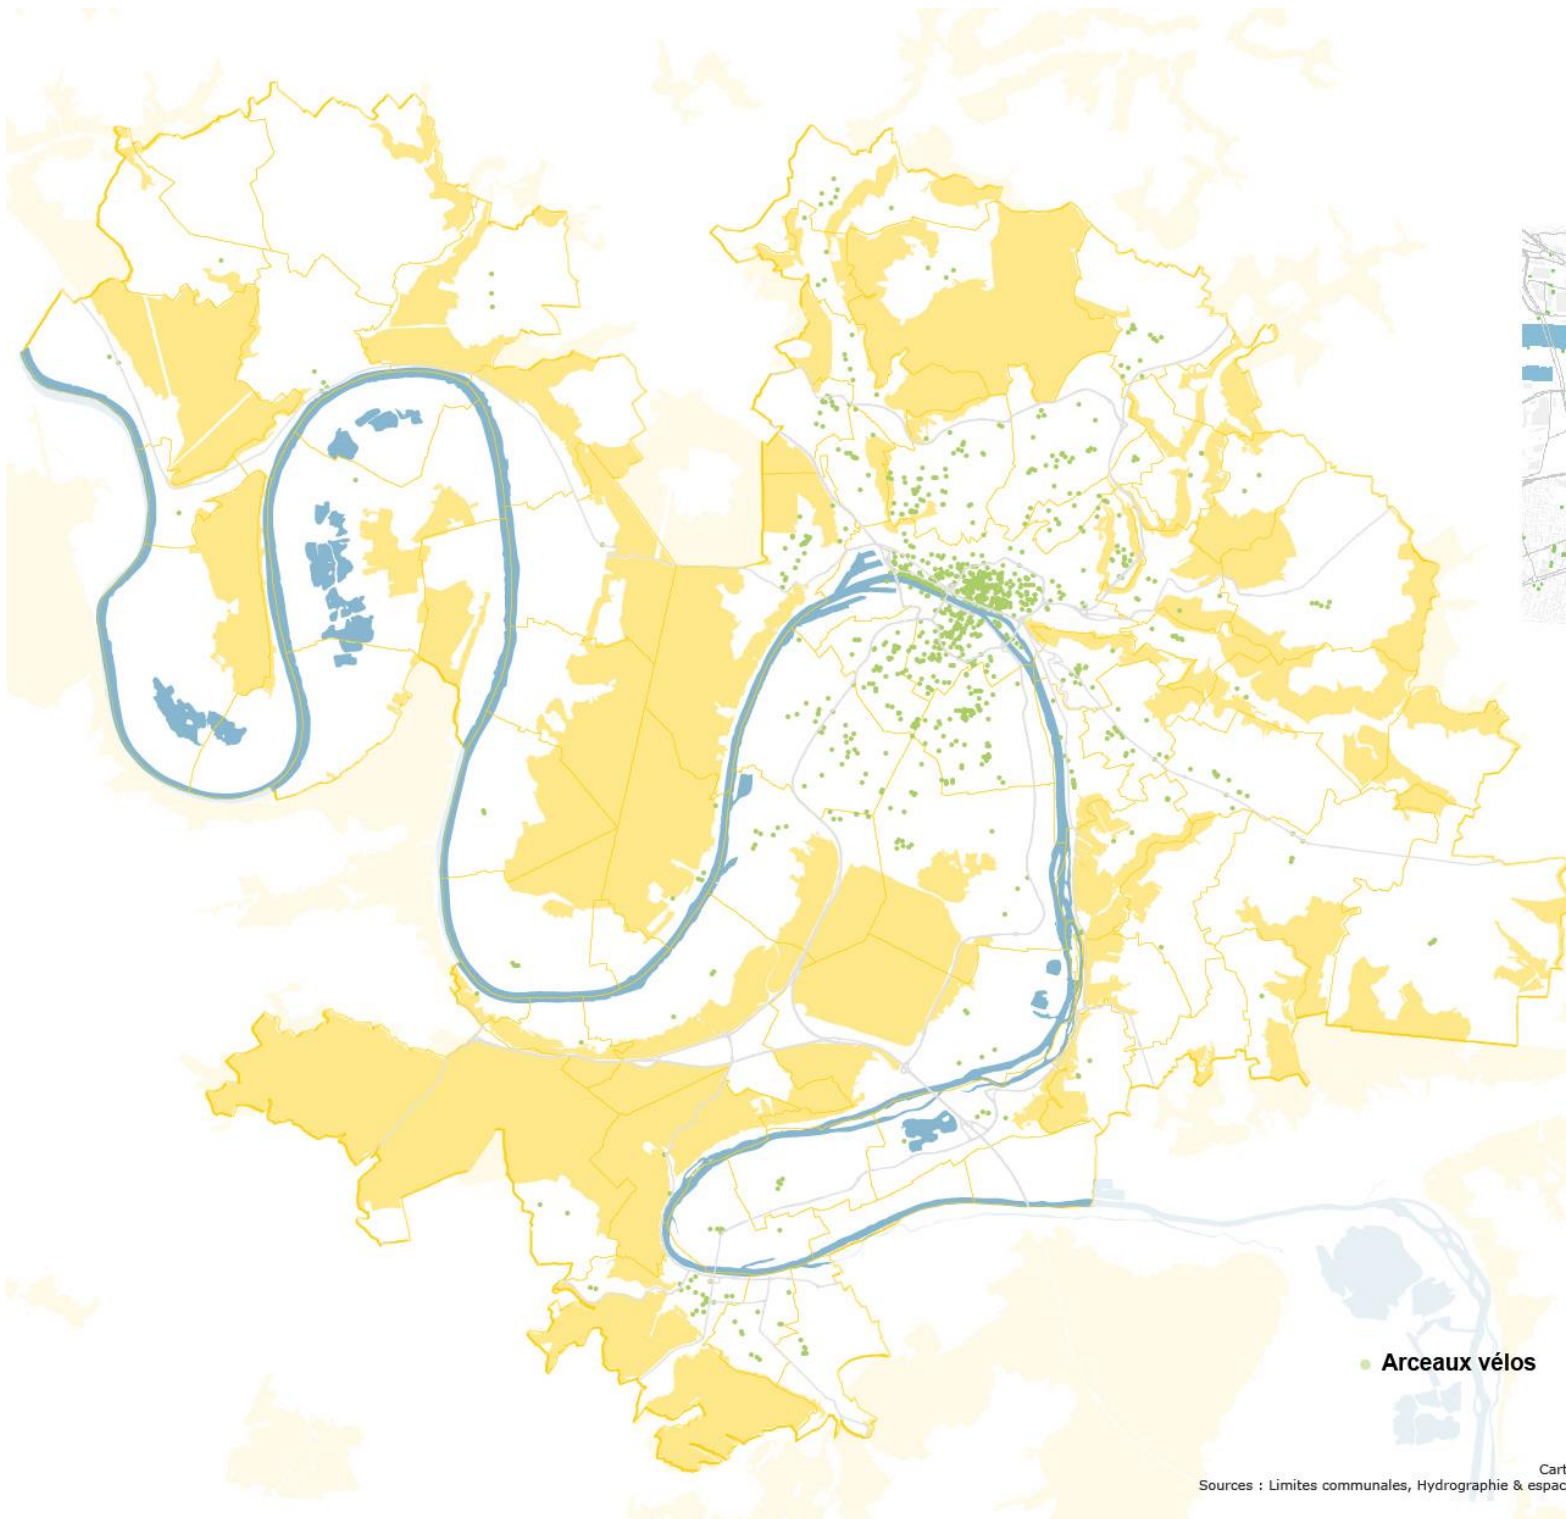 Arceaux vélos
Cart
Sources : Limites communales, Hydrographie & espac